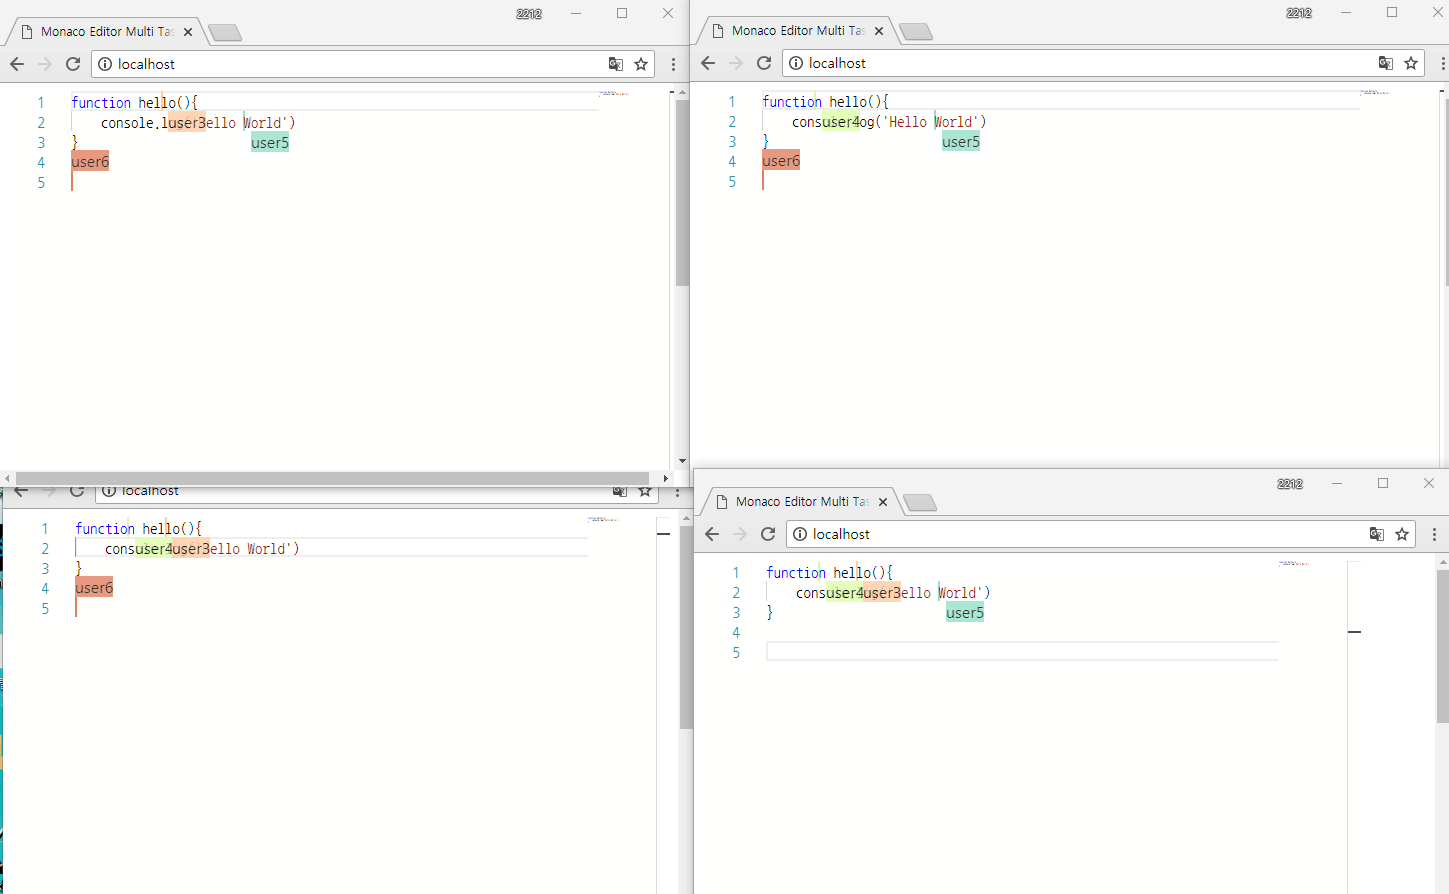 2212
Monaco Editor Multi Tas
localhost
1 function hello(){
2 console.luser3ello World')
3 } user5
4 user6
5
2212
Monaco Editor Multi Tas
localhost
1 function hello(){
2 consuser4og('Hello World')
3 } user5
4 user6
5
localhost
1 function hello(){
2 consuser4user3ello World')
3 }
4 user6
5
2212
Monaco Editor Multi Tas
localhost
1 function hello(){
2 consuser4user3ello World')
3 } user5
4
5